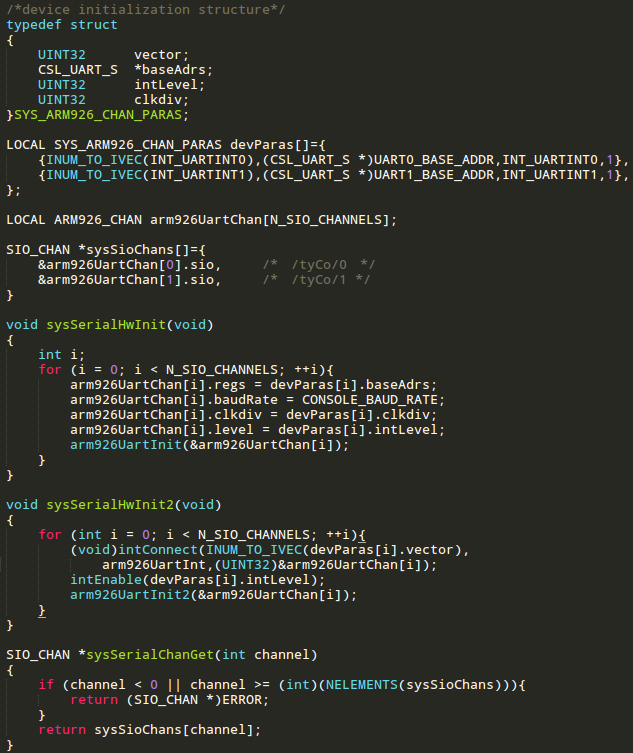 /*device initialization structure*/
typedef struct
{
    UINT32      vector;
    CSL_UART_S  *baseAdrs;
    UINT32      intLevel;
    UINT32      clkdiv;
}SYS_ARM926_CHAN_PARAS;

LOCAL SYS_ARM926_CHAN_PARAS devParas[]={
    {INUM_TO_IVEC(INT_UARTINT0),(CSL_UART_S *)UART0_BASE_ADDR,INT_UARTINT0,1},
    {INUM_TO_IVEC(INT_UARTINT1),(CSL_UART_S *)UART1_BASE_ADDR,INT_UARTINT1,1},
};

LOCAL ARM926_CHAN arm926UartChan[N_SIO_CHANNELS];

SIO_CHAN *sysSioChans[]={
    &arm926UartChan[0].sio,     /*  /tyCo/0  */
    &arm926UartChan[1].sio,     /*  /tyCo/1 */
}

void sysSerialHwInit(void)
{
    int i;
    for (i = 0; i < N_SIO_CHANNELS; ++i){
        arm926UartChan[i].regs = devParas[i].baseAdrs;
        arm926UartChan[i].baudRate = CONSOLE_BAUD_RATE;
        arm926UartChan[i].clkdiv = devParas[i].clkdiv;
        arm926UartChan[i].level = devParas[i].intLevel;
        arm926UartInit(&arm926UartChan[i]);
    }
}

void sysSerialHwInit2(void)
{
    for (int i = 0; i < N_SIO_CHANNELS; ++i){
        (void)intConnect(INUM_TO_IVEC(devParas[i].vector),
            arm926UartInt,(UINT32)&arm926UartChan[i]);
        intEnable(devParas[i].intLevel);
        arm926UartInit2(&arm926UartChan[i]);
    }
}

SIO_CHAN *sysSerialChanGet(int channel)
{
    if (channel < 0 || channel >= (int)(NELEMENTS(sysSioChans))){
        return (SIO_CHAN *)ERROR;
    }
    return sysSioChans[channel];
}